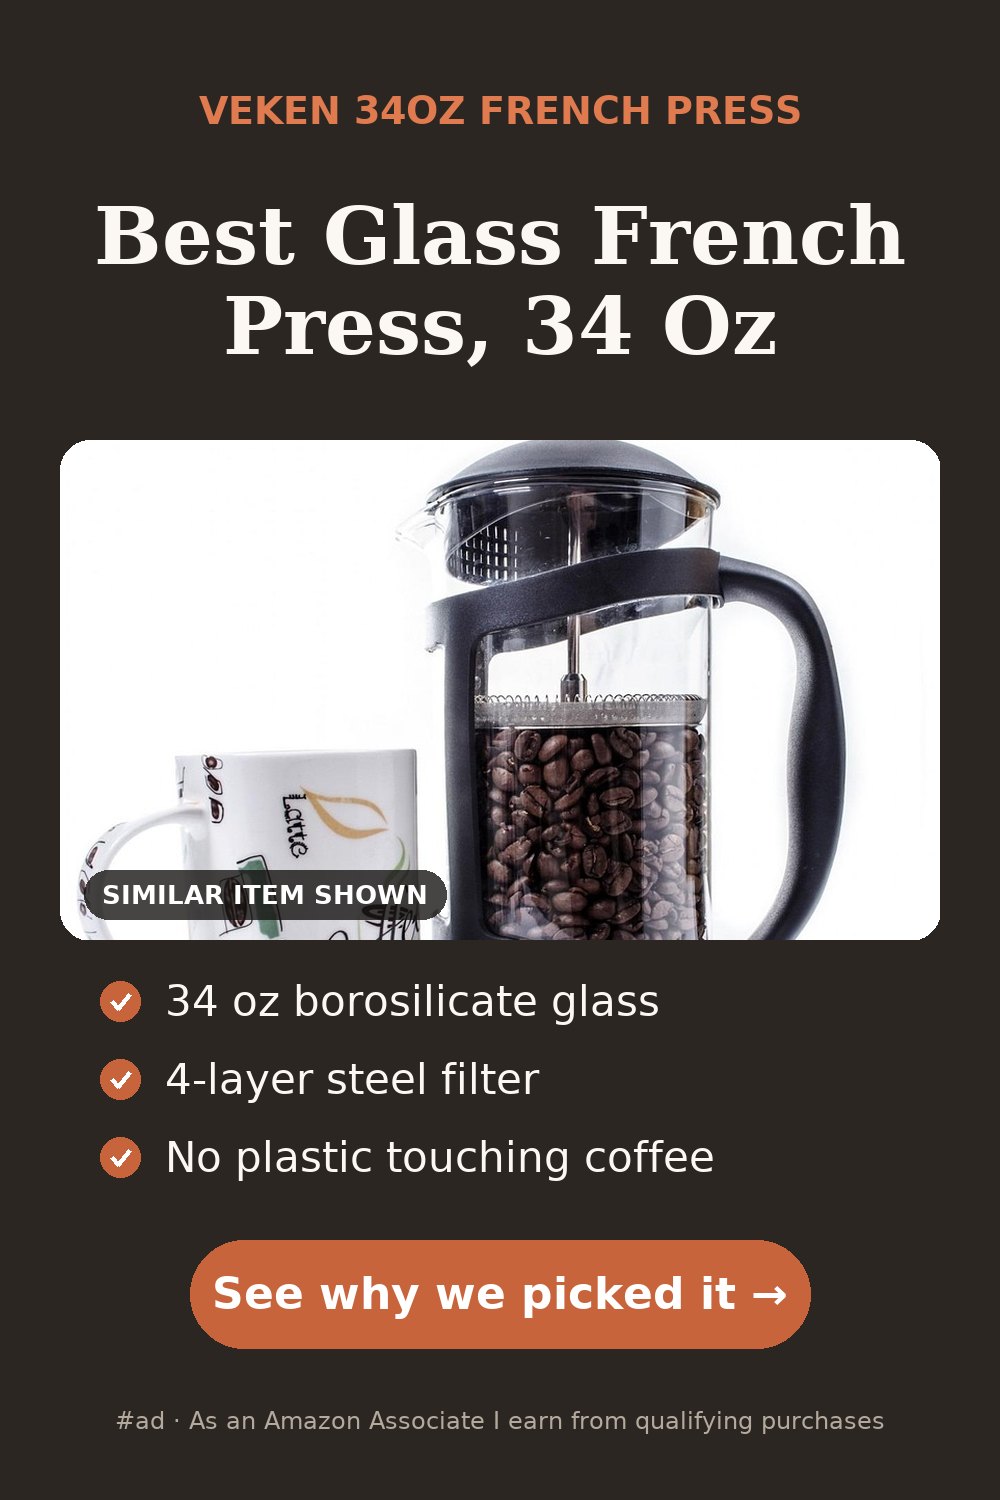 VEKEN 34OZ FRENCH PRESS
Best Glass French
Press, 34 Oz
Latte
SIMILAR ITEM SHOWN
34 oz borosilicate glass
4-layer steel filter
No plastic touching coffee
See why we picked it →
#ad · As an Amazon Associate I earn from qualifying purchases